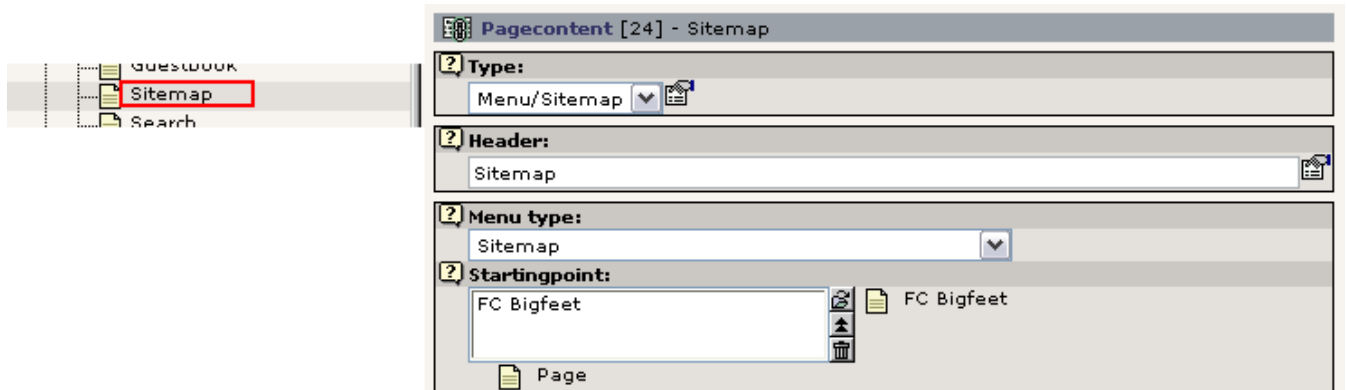 Guestbook
Sitemap
Search
Pagecontent [24] - Sitemap
Type:
Menu/Sitemap
Header:
Sitemap
Menu type:
Sitemap
Startingpoint:
FC Bigfeet
FC Bigfeet
Page